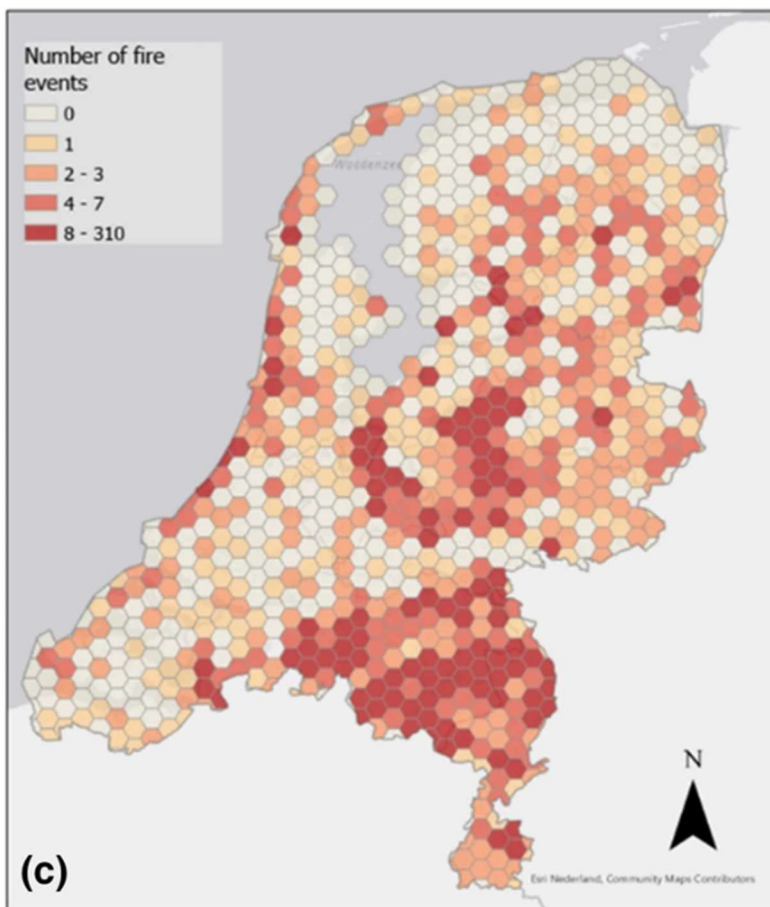 Number of fire
events
0
1
2 - 3
4 - 7
8 - 310
Waddenzee
N
(c)
Esri Nederland, Community Maps Contributors